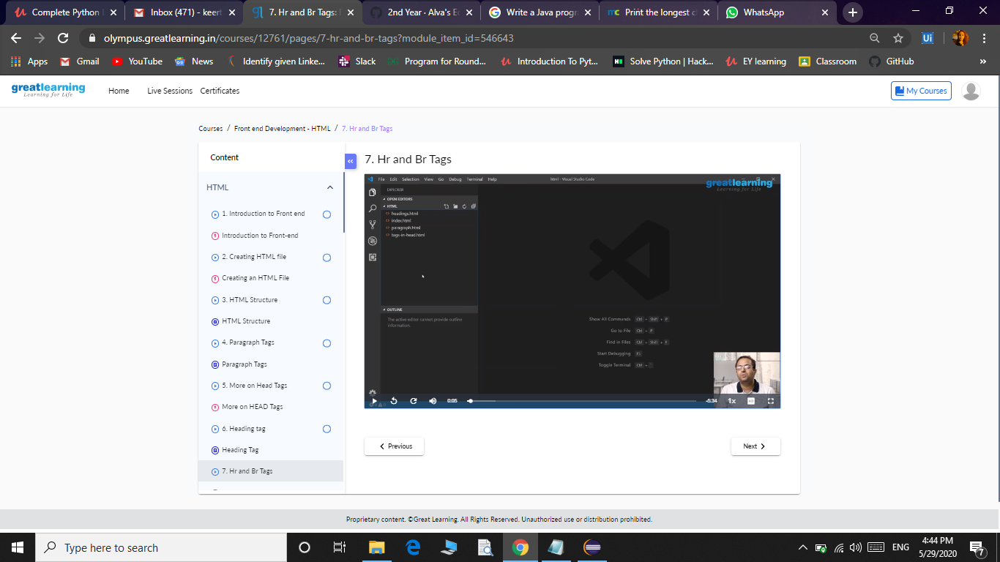 Complete Python
Inbox (471) - keert
7. Hr and Br Tags:
2nd Year · Alva's E
Write a Java progr
Print the longest c
WhatsApp
olympus.greatlearning.in/courses/12761/pages/7-hr-and-br-tags?module_item_id=546643
Apps
Gmail
YouTube
News
Identify given Linke...
Slack
Program for Round...
Introduction To Pyt...
Solve Python | Hack...
EY learning
Classroom
GitHub
greatlearning
Learning for Life
Home
Live Sessions
Certificates
My Courses
Courses / Front end Development - HTML / 7. Hr and Br Tags
Content
HTML
1. Introduction to Front end
Introduction to Front-end
2. Creating HTML file
Creating an HTML File
3. HTML Structure
HTML Structure
4. Paragraph Tags
Paragraph Tags
5. More on Head Tags
More on HEAD Tags
6. Heading tag
Heading Tag
7. Hr and Br Tags
7. Hr and Br Tags
File Edit Selection View Go Debug Terminal Help
html - Visual Studio Code
greatlearning
Learning for Life
EXPLORER
OPEN EDITORS
HTML
headings.html
index.html
paragraph.html
tags-in-head.html
OUTLINE
The active editor cannot provide outline
information.
Show All Commands Ctrl + Shift + P
Go to File Ctrl + P
Find in Files Ctrl + Shift + F
Start Debugging F5
Toggle Terminal Ctrl + `
0:05
-5:34
1x
Previous
Next
Proprietary content. ©Great Learning. All Rights Reserved. Unauthorized use or distribution prohibited.
Type here to search
ENG
4:44 PM
5/29/2020
7